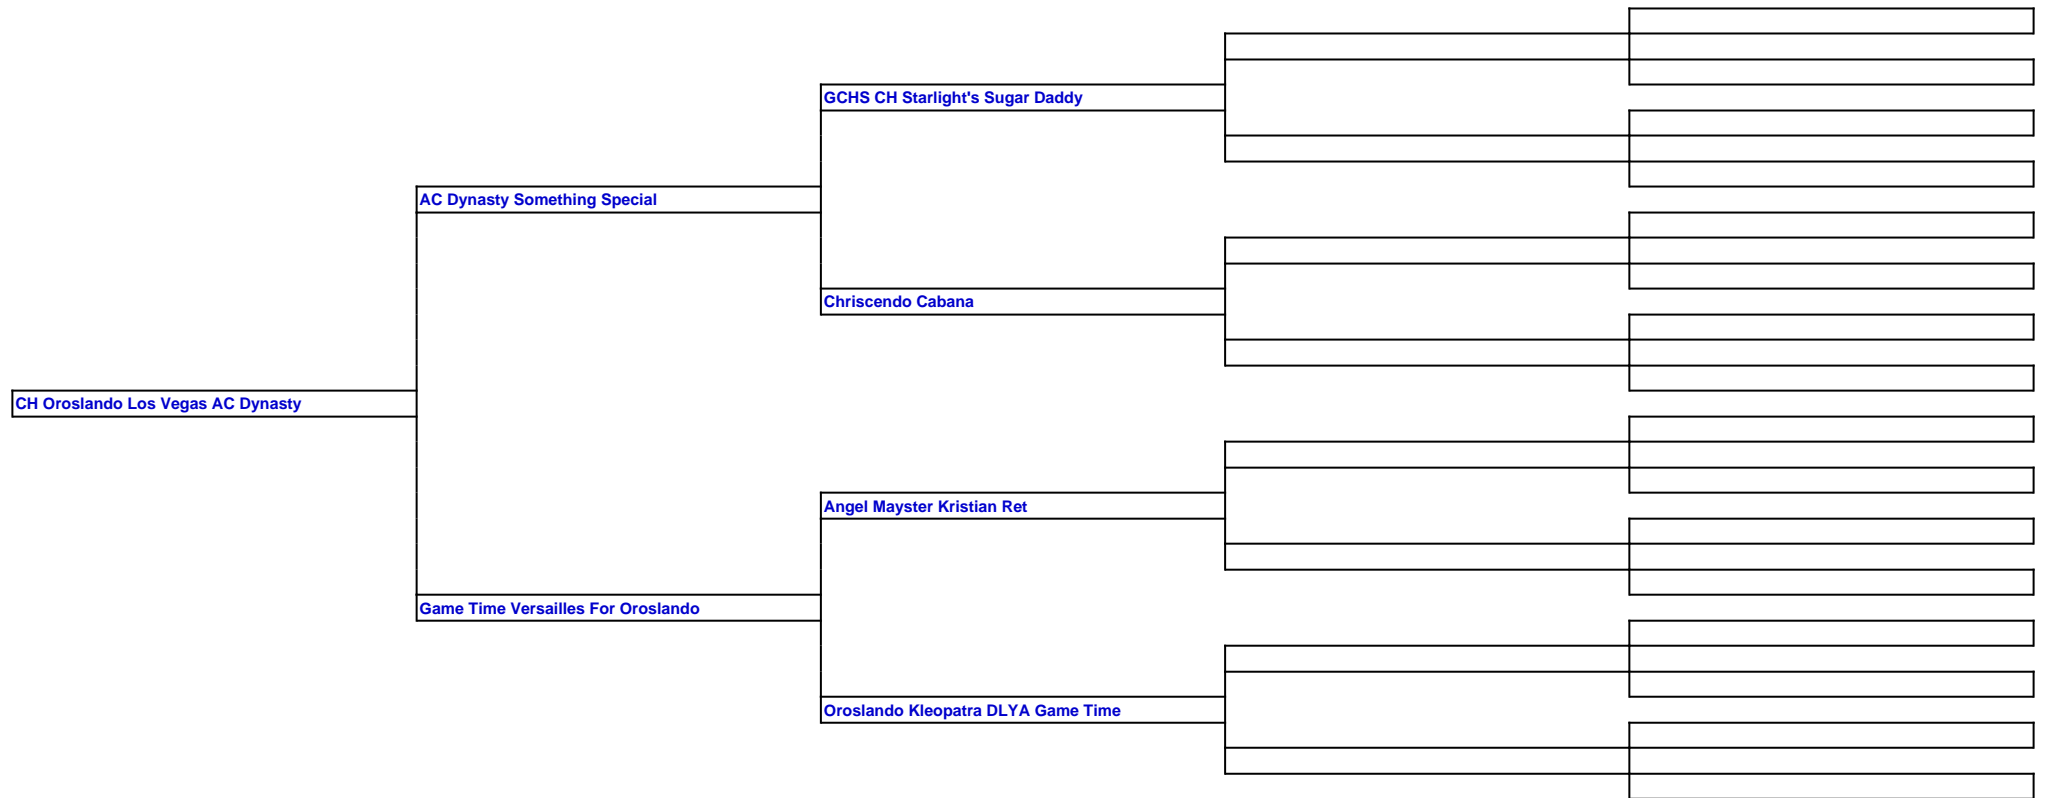 GCHS CH Starlight's Sugar Daddy
AC Dynasty Something Special
Chriscendo Cabana
CH Oroslando Los Vegas AC Dynasty
Angel Mayster Kristian Ret
Game Time Versailles For Oroslando
Oroslando Kleopatra DLYA Game Time